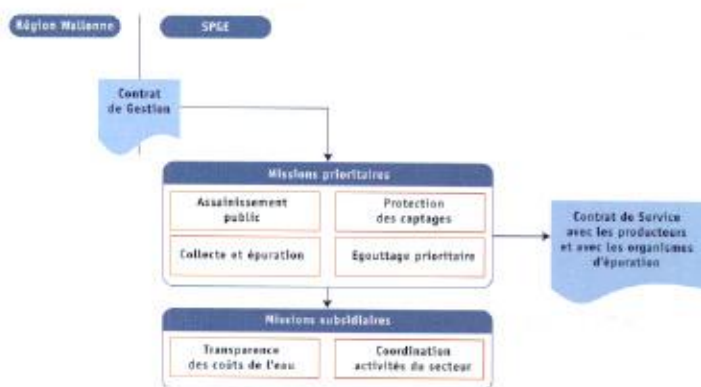 Région Wallonne
SPGE
Contrat
de Gestion
Missions prioritaires
Assainissement
public
Protection
des captages
Collecte et épuration
Egouttage prioritaire
Contrat de Service
avec les producteurs
et avec les organismes
d'épuration
Missions subsidiaires
Transparence
des coûts de l'eau
Coordination
activités du secteur